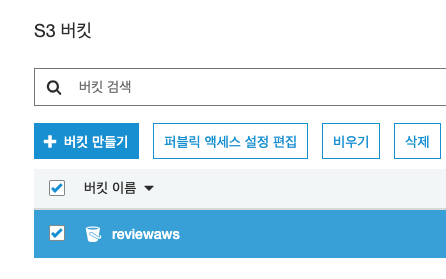 S3 버킷
버킷 검색
버킷 만들기 퍼블릭 액세스 설정 편집 비우기 삭제
버킷 이름
reviewaws